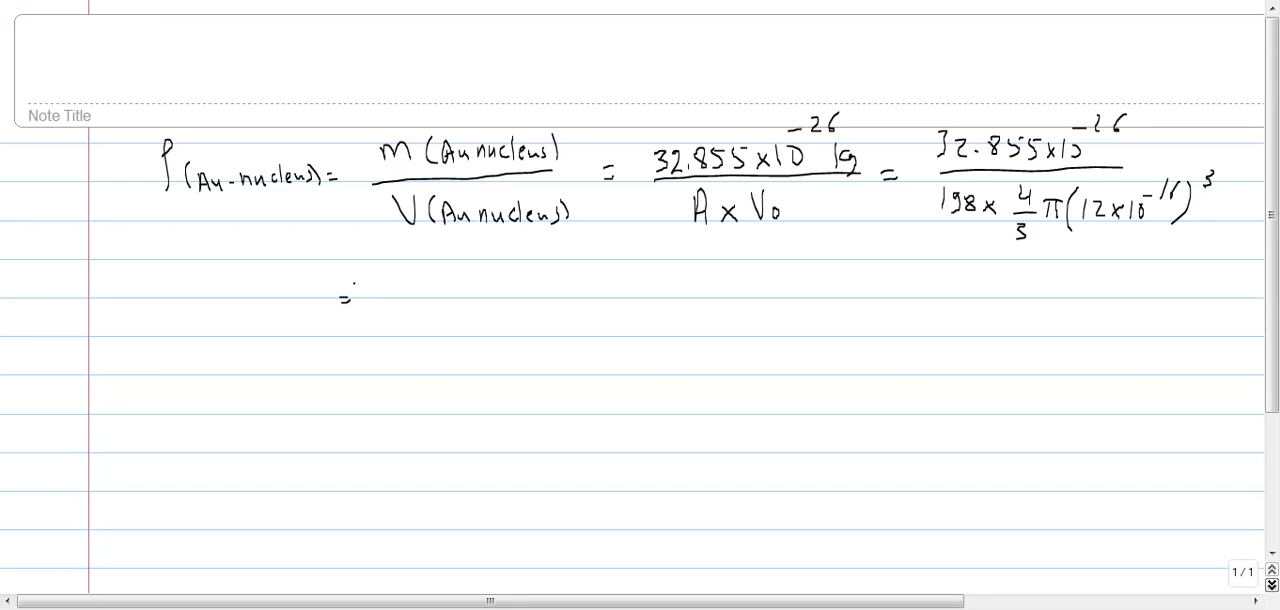 Note Title
ρ(Au-nucleus) = m (Au nucleus) / V (Au nucleus) = 32.855 × 10^-26 kg / A × V₀ = 32.855 × 10^-26 / 198 × 4/3 π (12 × 10^-16)^3
=
1 / 1